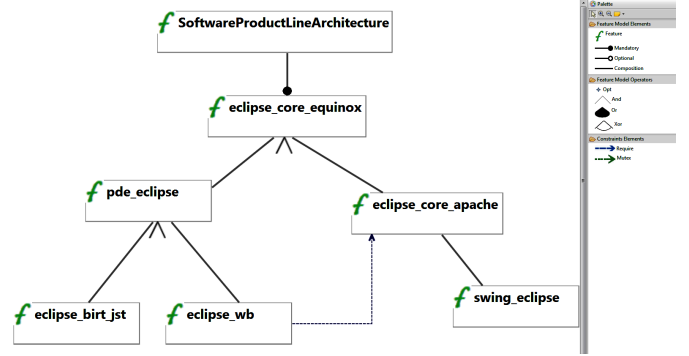 SoftwareProductLineArchitecture
eclipse_core_equinox
pde_eclipse
eclipse_core_apache
eclipse_birt_jst
eclipse_wb
swing_eclipse
Palette
Feature Model Elements
Feature
Mandatory
Optional
Composition
Feature Model Operators
Opt
And
Or
Xor
Constraints Elements
Require
Mutex